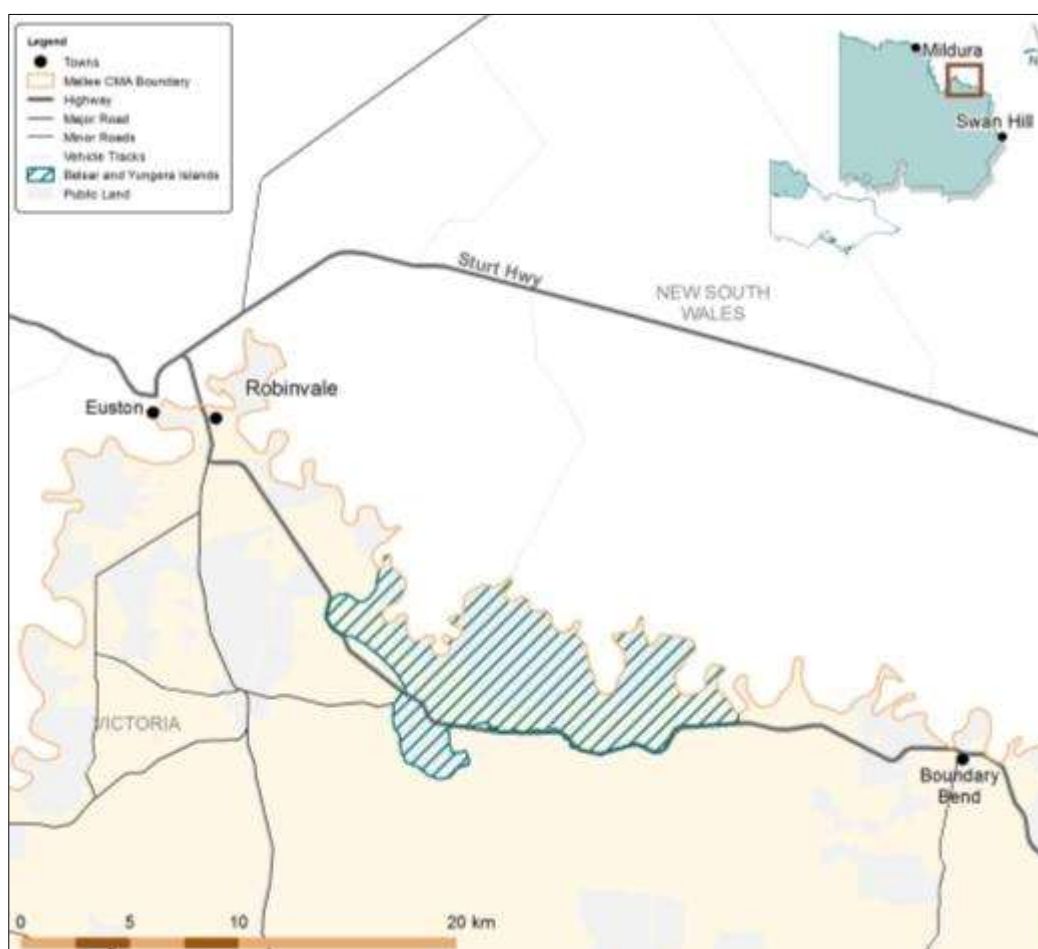 Legend
Towns
Mallee CMA Boundary
Highway
Major Road
Minor Roads
Vehicle Tracks
Belsar and Yungera Islands
Public Land
Mildura
Swan Hill
N
Sturt Hwy
NEW SOUTH
WALES
Euston
Robinvale
VICTORIA
Boundary
Bend
0 5 10 20 km